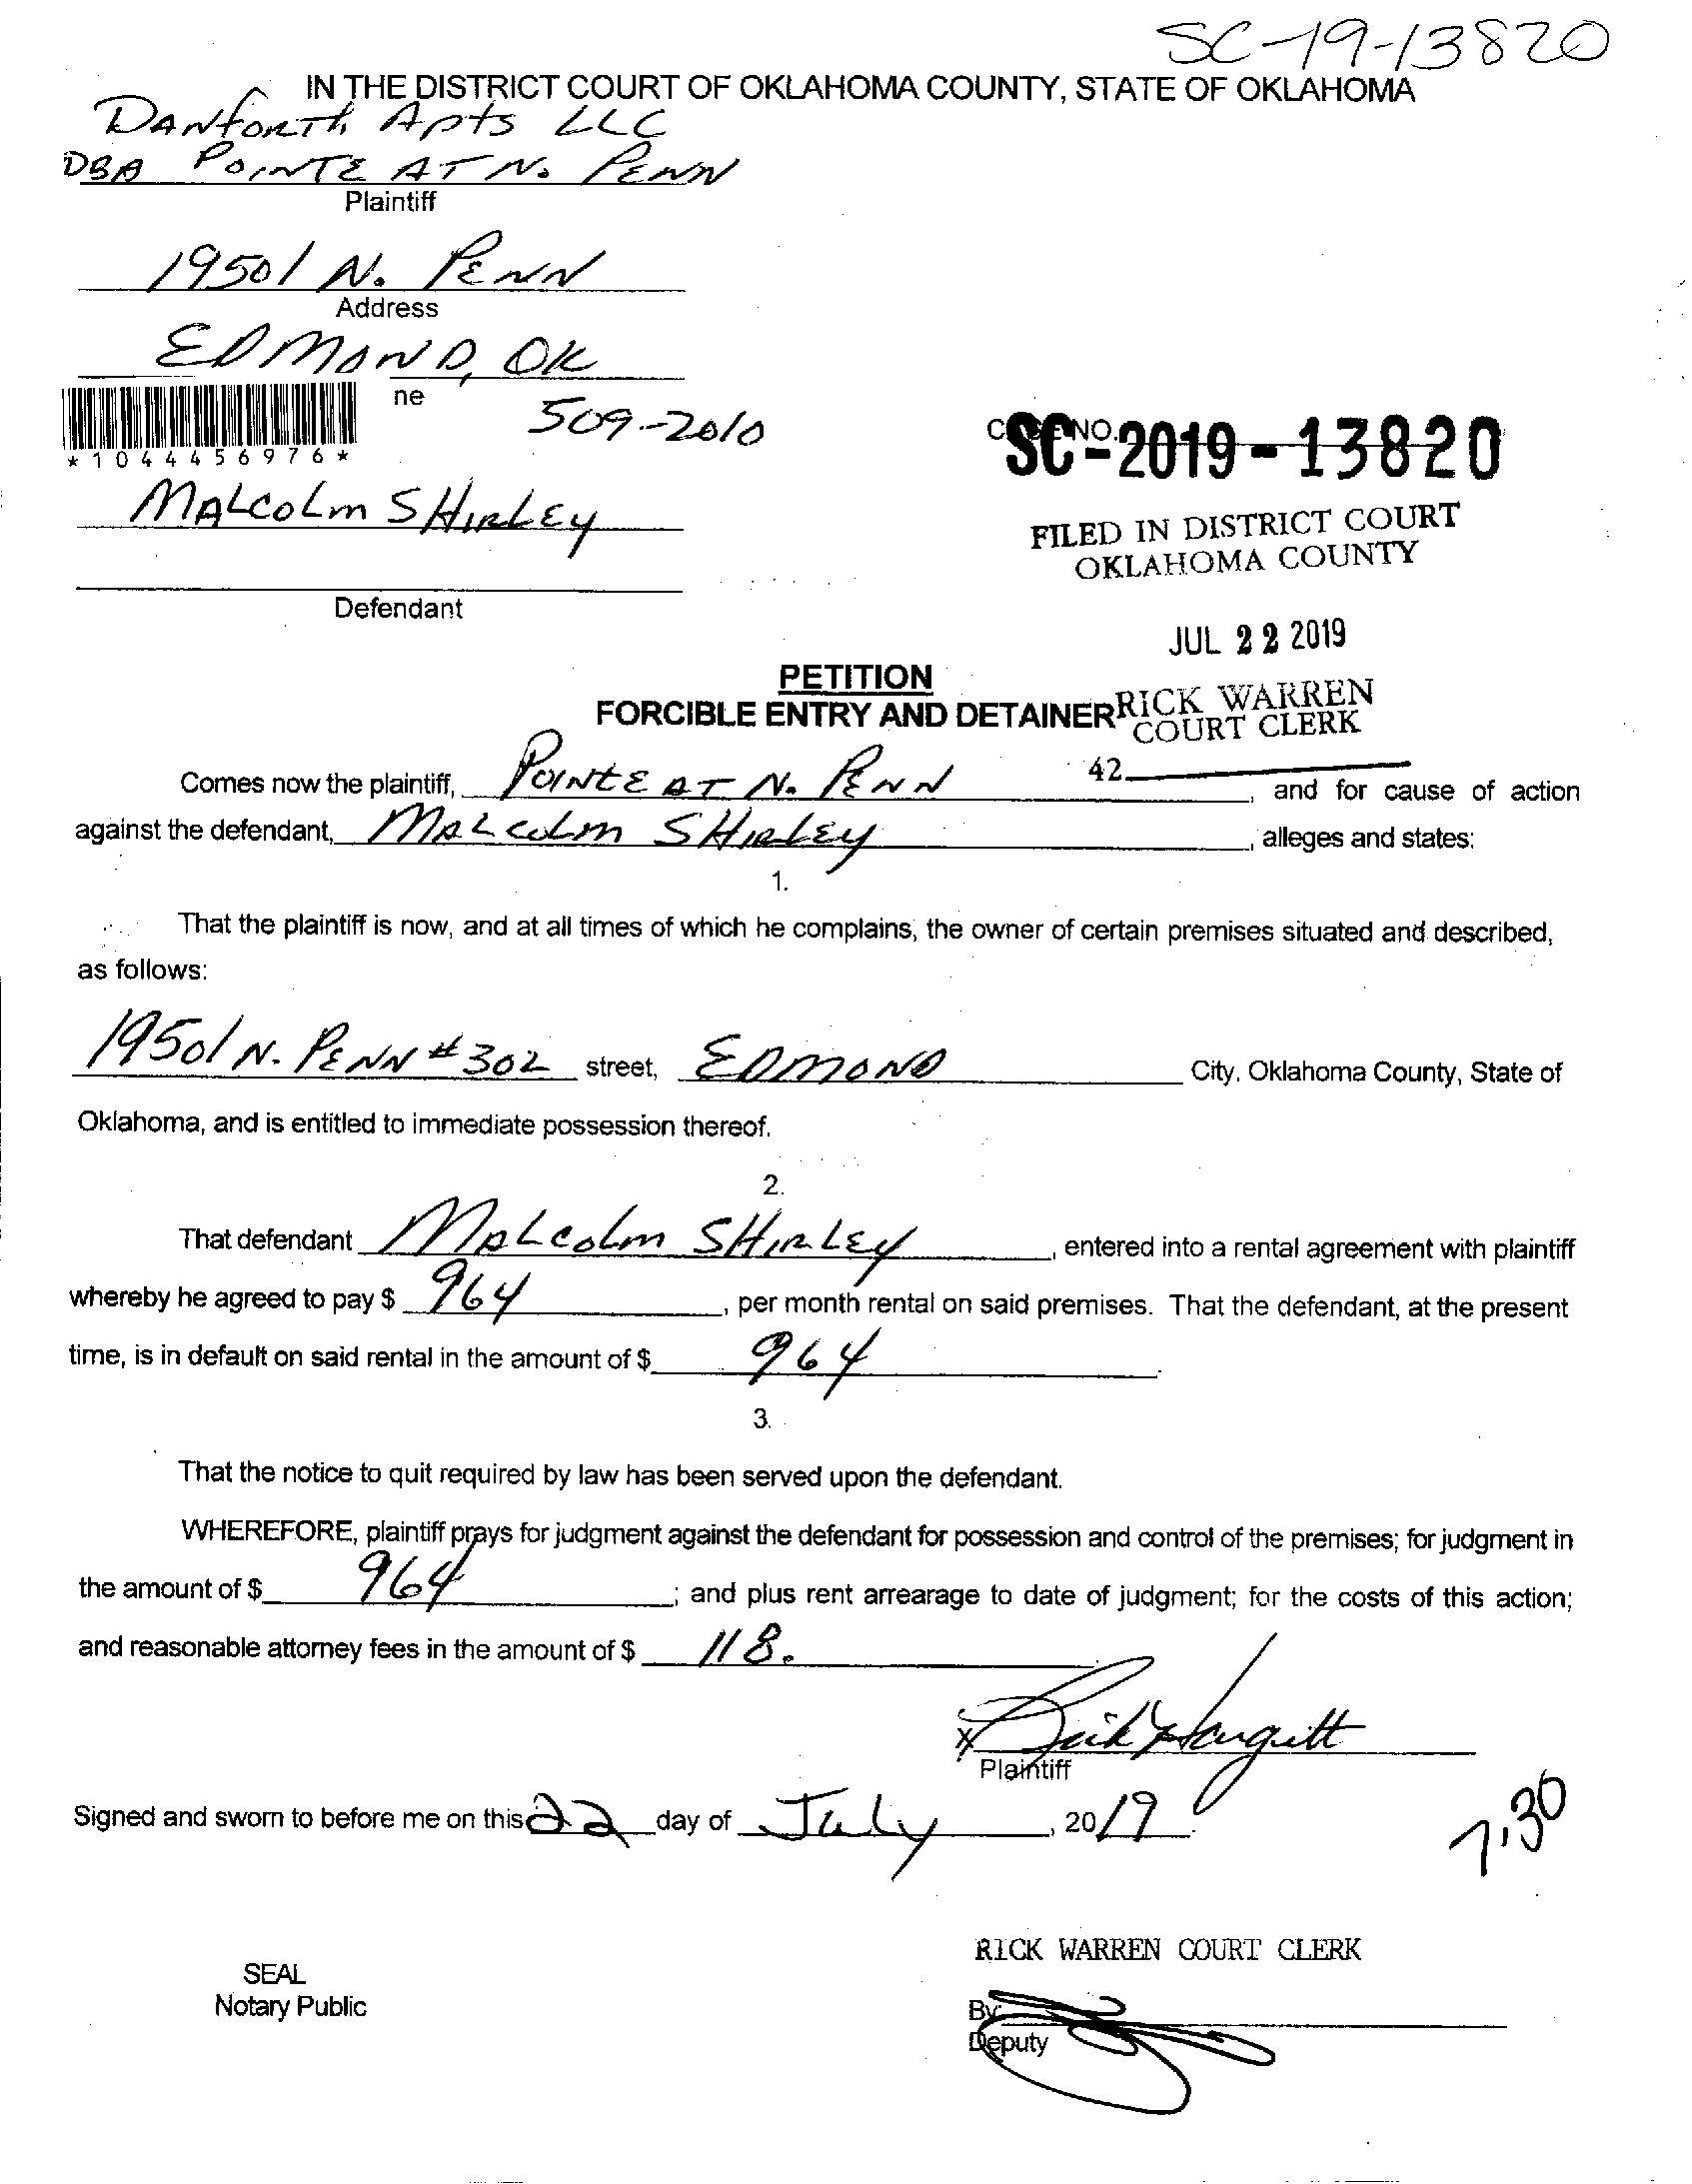 SC-19-13820
IN THE DISTRICT COURT OF OKLAHOMA COUNTY, STATE OF OKLAHOMA
DANFORTH Apts LLC
DBA POINTE AT N. PENN
Plaintiff
19501 N. PENN
Address
EDMOND, OK
ne
509-2010
*1044456976*
CASE NO.
SC-2019-13820
MALCOLM SHIRLEY
FILED IN DISTRICT COURT
OKLAHOMA COUNTY
Defendant
JUL 22 2019
PETITION
FORCIBLE ENTRY AND DETAINER
RICK WARREN
COURT CLERK
42
Comes now the plaintiff, POINTE AT N. PENN, and for cause of action
against the defendant, MALCOLM SHIRLEY, alleges and states:
1.
That the plaintiff is now, and at all times of which he complains, the owner of certain premises situated and described,
as follows:
19501 N. PENN #302 street, EDMOND City, Oklahoma County, State of
Oklahoma, and is entitled to immediate possession thereof.
2.
That defendant MALCOLM SHIRLEY, entered into a rental agreement with plaintiff
whereby he agreed to pay $ 964, per month rental on said premises. That the defendant, at the present
time, is in default on said rental in the amount of $ 964.
3.
That the notice to quit required by law has been served upon the defendant.
WHEREFORE, plaintiff prays for judgment against the defendant for possession and control of the premises; for judgment in
the amount of $ 964; and plus rent arrearage to date of judgment; for the costs of this action;
and reasonable attorney fees in the amount of $ 118.
X
Plaintiff
Signed and sworn to before me on this 22 day of July, 2019.
RICK WARREN COURT CLERK
SEAL
Notary Public
By:
Deputy